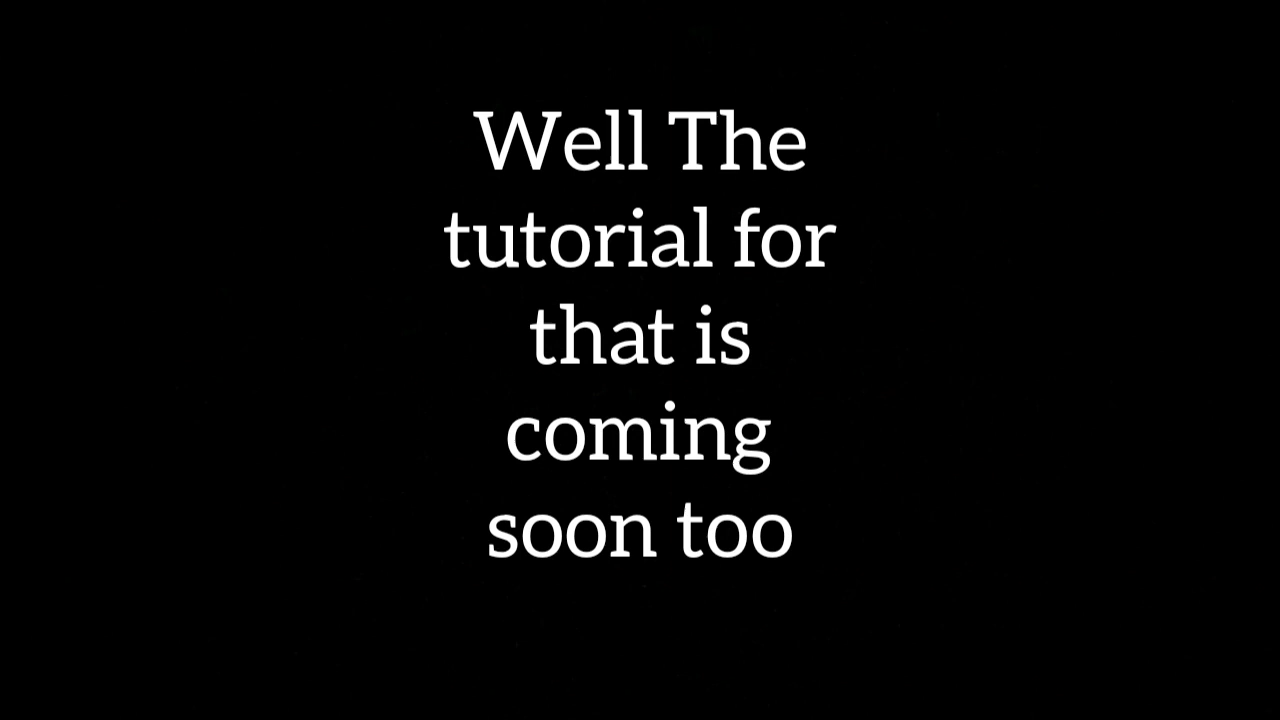 Well The
tutorial for
that is
coming
soon too